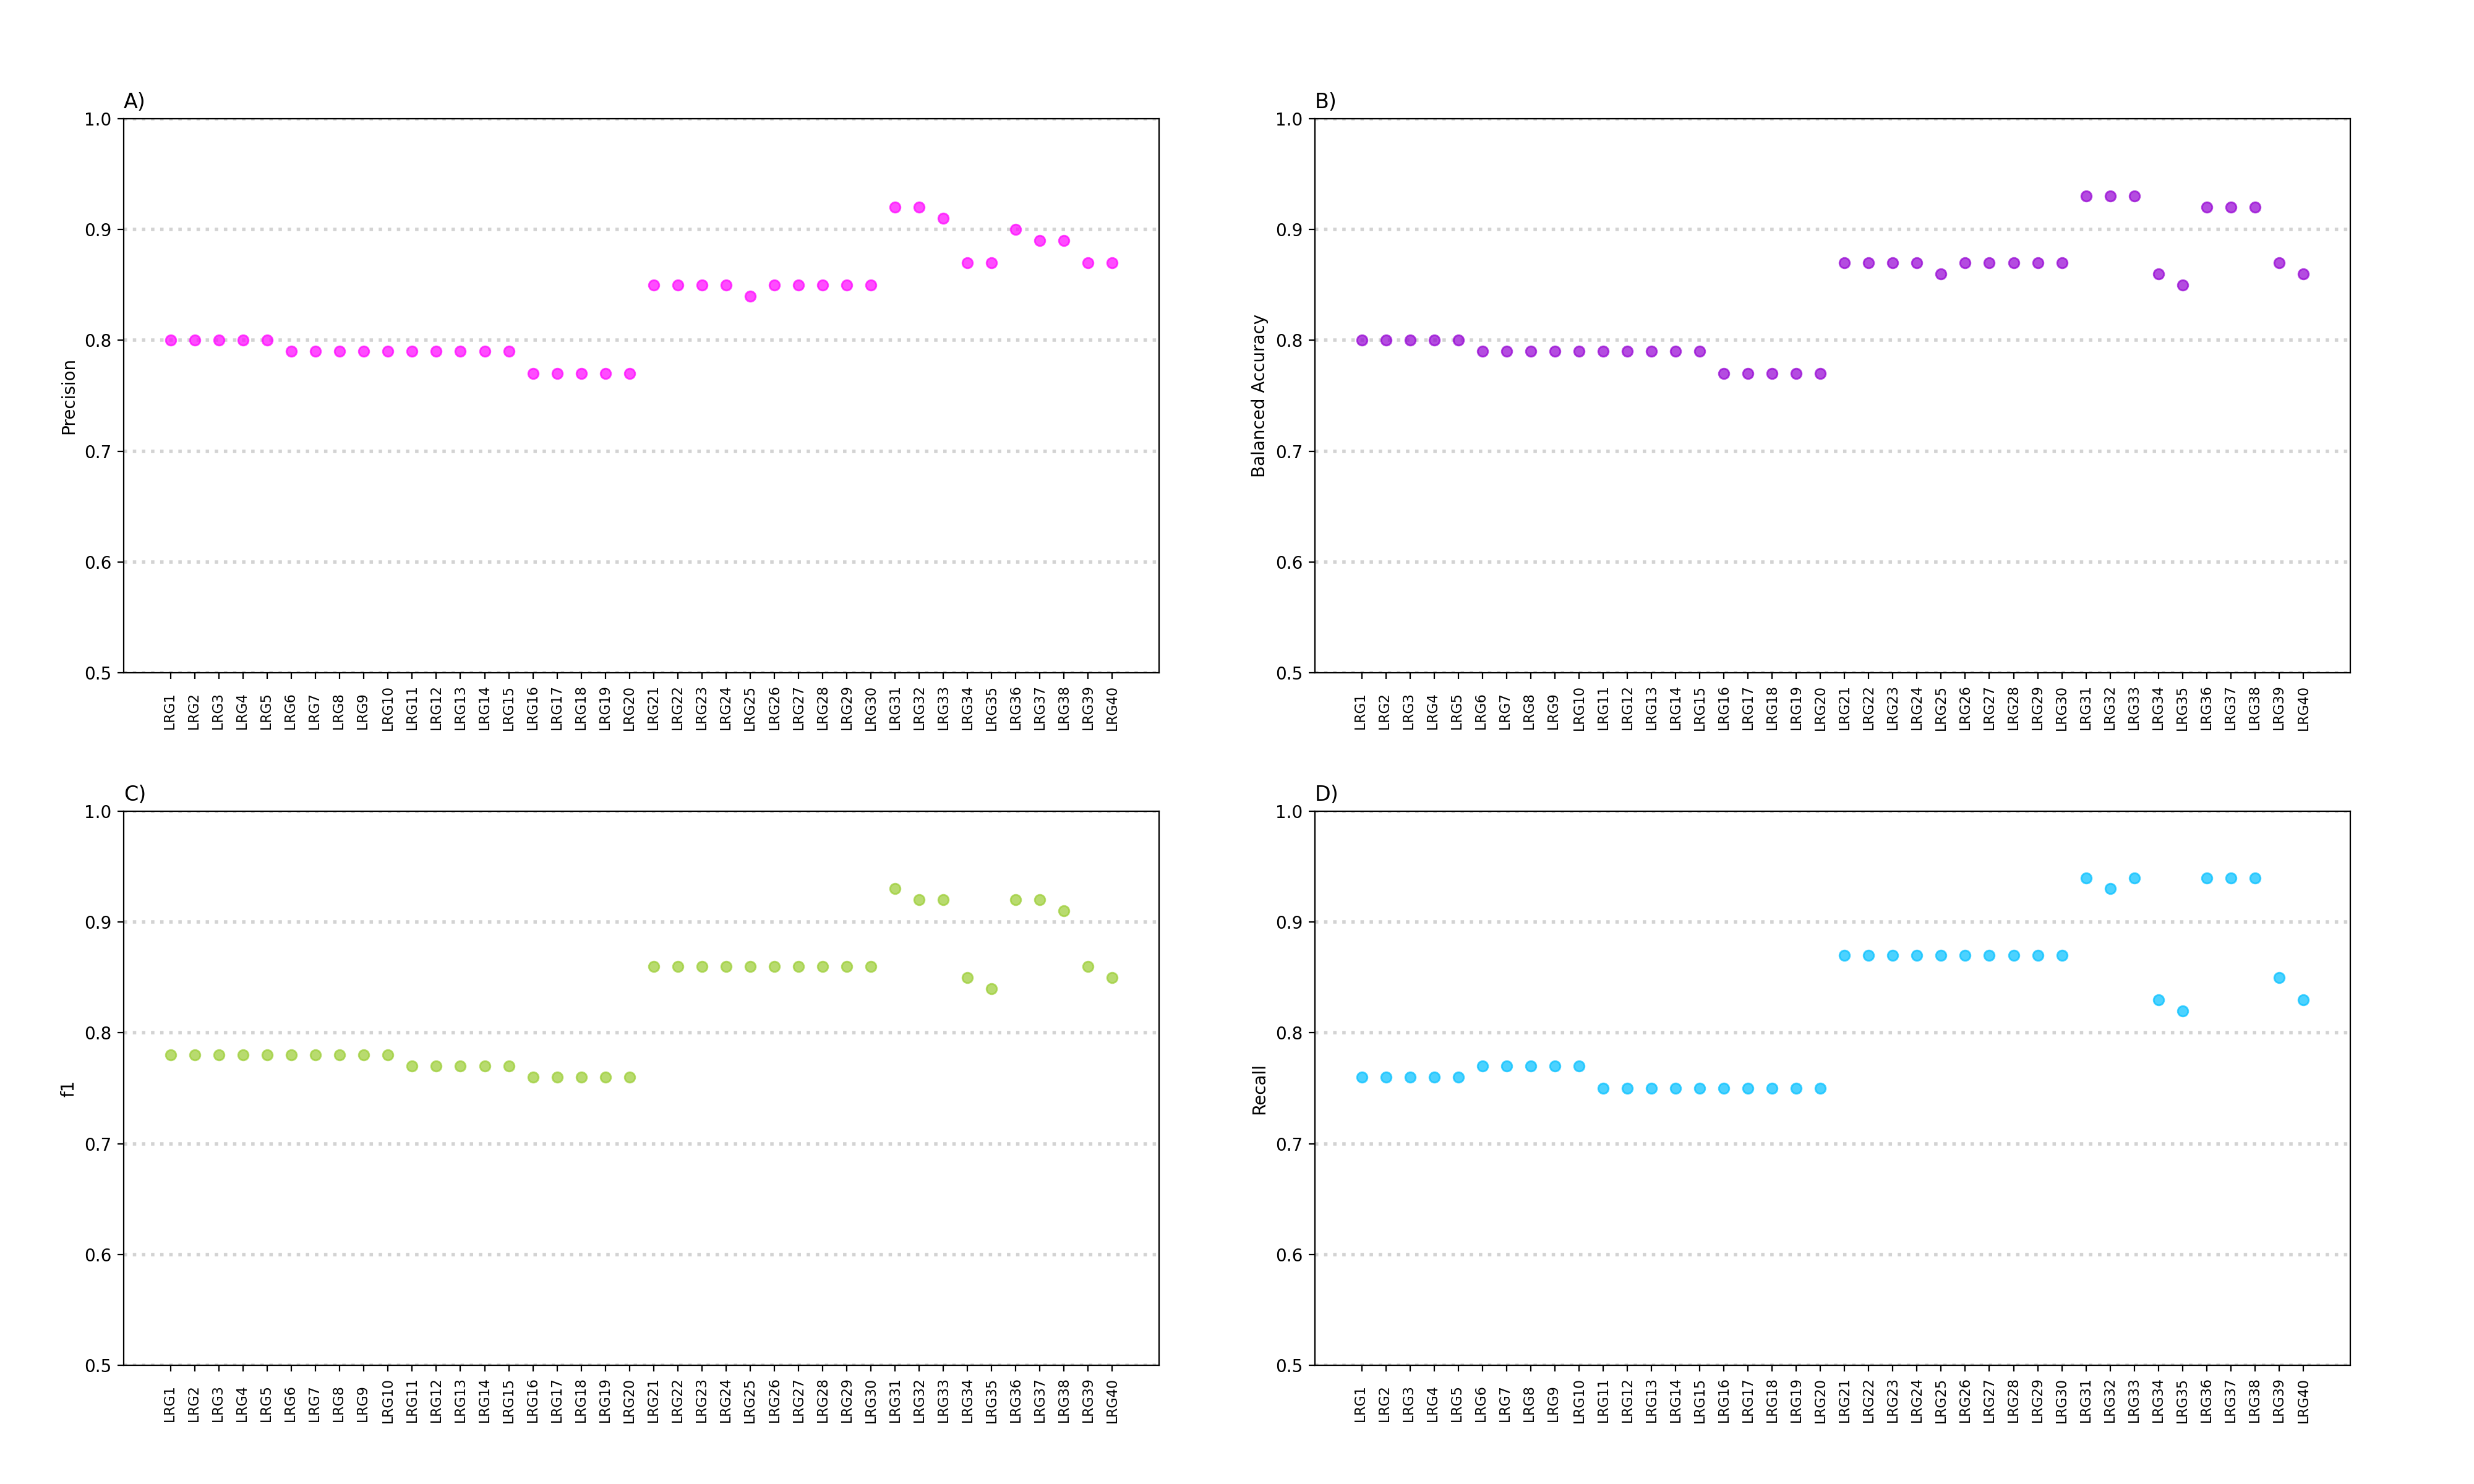 A)
1.0
0.9
0.8
0.7
0.6
0.5
Precision
LRG1 LRG2 LRG3 LRG4 LRG5 LRG6 LRG7 LRG8 LRG9 LRG10 LRG11 LRG12 LRG13 LRG14 LRG15 LRG16 LRG17 LRG18 LRG19 LRG20 LRG21 LRG22 LRG23 LRG24 LRG25 LRG26 LRG27 LRG28 LRG29 LRG30 LRG31 LRG32 LRG33 LRG34 LRG35 LRG36 LRG37 LRG38 LRG39 LRG40
B)
1.0
0.9
0.8
0.7
0.6
0.5
Balanced Accuracy
LRG1 LRG2 LRG3 LRG4 LRG5 LRG6 LRG7 LRG8 LRG9 LRG10 LRG11 LRG12 LRG13 LRG14 LRG15 LRG16 LRG17 LRG18 LRG19 LRG20 LRG21 LRG22 LRG23 LRG24 LRG25 LRG26 LRG27 LRG28 LRG29 LRG30 LRG31 LRG32 LRG33 LRG34 LRG35 LRG36 LRG37 LRG38 LRG39 LRG40
C)
1.0
0.9
0.8
0.7
0.6
0.5
f1
LRG1 LRG2 LRG3 LRG4 LRG5 LRG6 LRG7 LRG8 LRG9 LRG10 LRG11 LRG12 LRG13 LRG14 LRG15 LRG16 LRG17 LRG18 LRG19 LRG20 LRG21 LRG22 LRG23 LRG24 LRG25 LRG26 LRG27 LRG28 LRG29 LRG30 LRG31 LRG32 LRG33 LRG34 LRG35 LRG36 LRG37 LRG38 LRG39 LRG40
D)
1.0
0.9
0.8
0.7
0.6
0.5
Recall
LRG1 LRG2 LRG3 LRG4 LRG5 LRG6 LRG7 LRG8 LRG9 LRG10 LRG11 LRG12 LRG13 LRG14 LRG15 LRG16 LRG17 LRG18 LRG19 LRG20 LRG21 LRG22 LRG23 LRG24 LRG25 LRG26 LRG27 LRG28 LRG29 LRG30 LRG31 LRG32 LRG33 LRG34 LRG35 LRG36 LRG37 LRG38 LRG39 LRG40